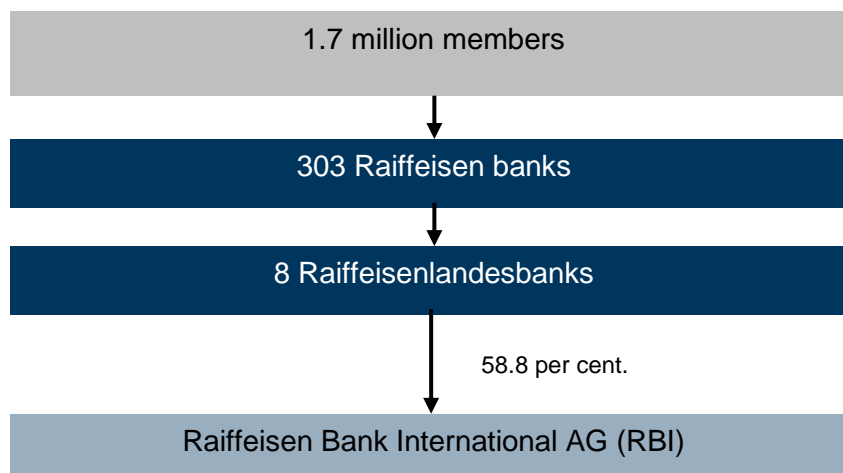 1.7 million members
303 Raiffeisen banks
8 Raiffeisenlandesbanks
58.8 per cent.
Raiffeisen Bank International AG (RBI)